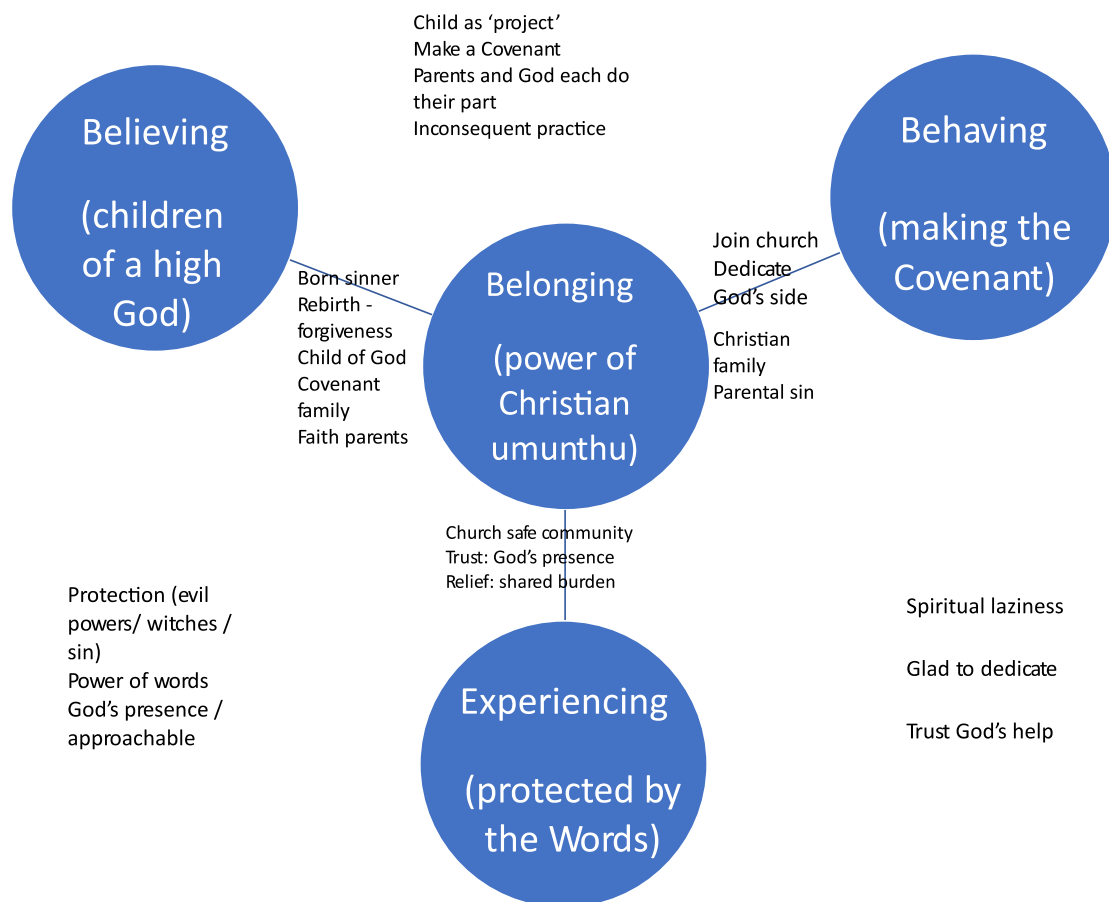 Child as ‘project’
Make a Covenant
Parents and God each do
their part
Inconsequent practice
Believing
(children
of a high
God)
Behaving
(making the
Covenant)
Born sinner
Rebirth -
forgiveness
Child of God
Covenant
family
Faith parents
Belonging
(power of
Christian
umunthu)
Join church
Dedicate
God’s side
Christian
family
Parental sin
Church safe community
Trust: God’s presence
Relief: shared burden
Protection (evil
powers/ witches /
sin)
Power of words
God’s presence /
approachable
Spiritual laziness
Glad to dedicate
Trust God’s help
Experiencing
(protected by
the Words)